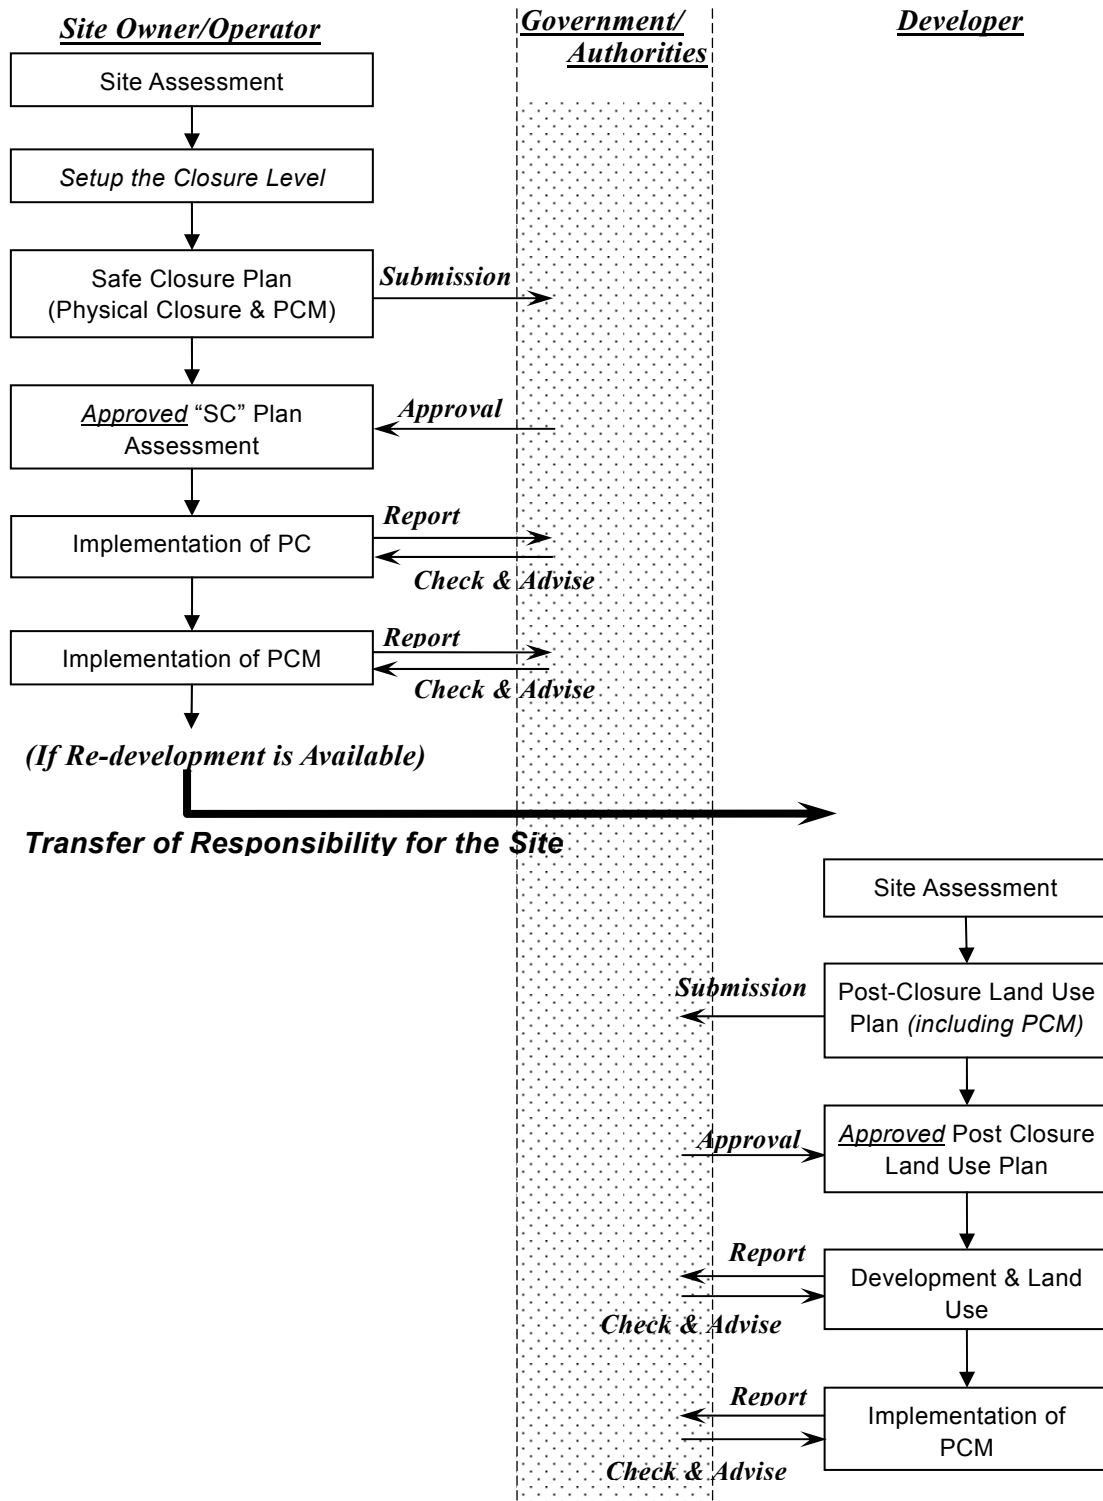 Site Owner/Operator
Government/
Authorities
Developer
Site Assessment
Setup the Closure Level
Safe Closure Plan
(Physical Closure & PCM)
Submission
Approved “SC” Plan
Assessment
Approval
Implementation of PC
Report
Check & Advise
Implementation of PCM
Report
Check & Advise
(If Re-development is Available)
Transfer of Responsibility for the Site
Site Assessment
Submission
Post-Closure Land Use
Plan (including PCM)
Approval
Approved Post Closure
Land Use Plan
Report
Development & Land
Use
Check & Advise
Report
Implementation of
PCM
Check & Advise